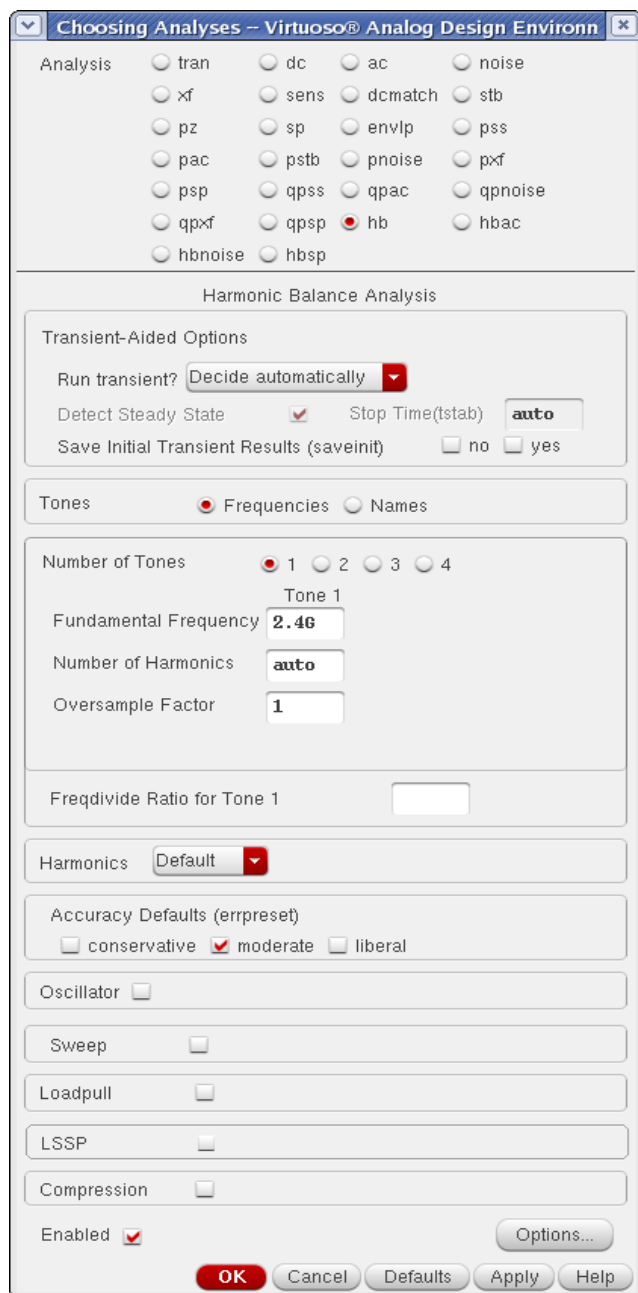 Choosing Analyses -- Virtuoso® Analog Design Environn
Analysis tran dc ac noise
xf sens dcmatch stb
pz sp envlp pss
pac pstb pnoise pxf
psp qpss qpac qpnoise
qpxf qpsp hb hbac
hbnoise hbsp
Harmonic Balance Analysis
Transient-Aided Options
Run transient? Decide automatically
Detect Steady State Stop Time(tstab) auto
Save Initial Transient Results (saveinit) no yes
Tones Frequencies Names
Number of Tones 1 2 3 4
Tone 1
Fundamental Frequency 2.4G
Number of Harmonics auto
Oversample Factor 1
Freqdivide Ratio for Tone 1
Harmonics Default
Accuracy Defaults (errpreset)
conservative moderate liberal
Oscillator
Sweep
Loadpull
LSSP
Compression
Enabled Options...
OK Cancel Defaults Apply Help